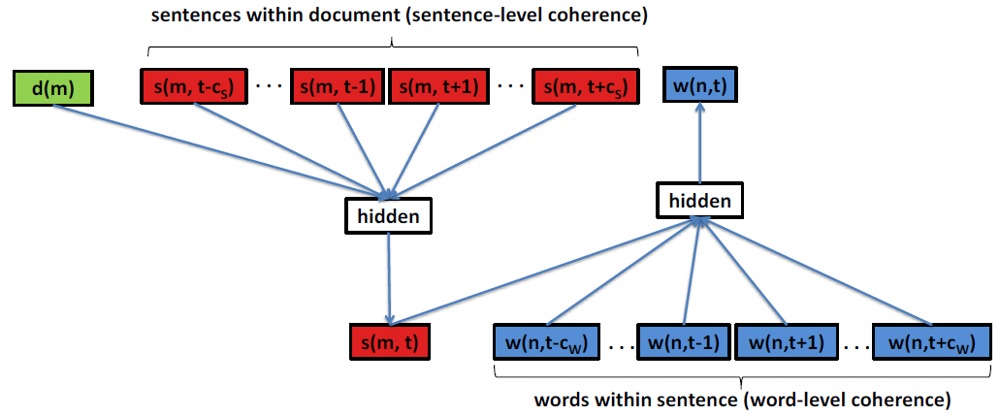 sentences within document (sentence-level coherence)
d(m) s(m, t-cS) ... s(m, t-1) s(m, t+1) ... s(m, t+cS) w(n,t)
hidden hidden
s(m, t) w(n,t-cW) ... w(n,t-1) w(n,t+1) ... w(n,t+cW)
words within sentence (word-level coherence)